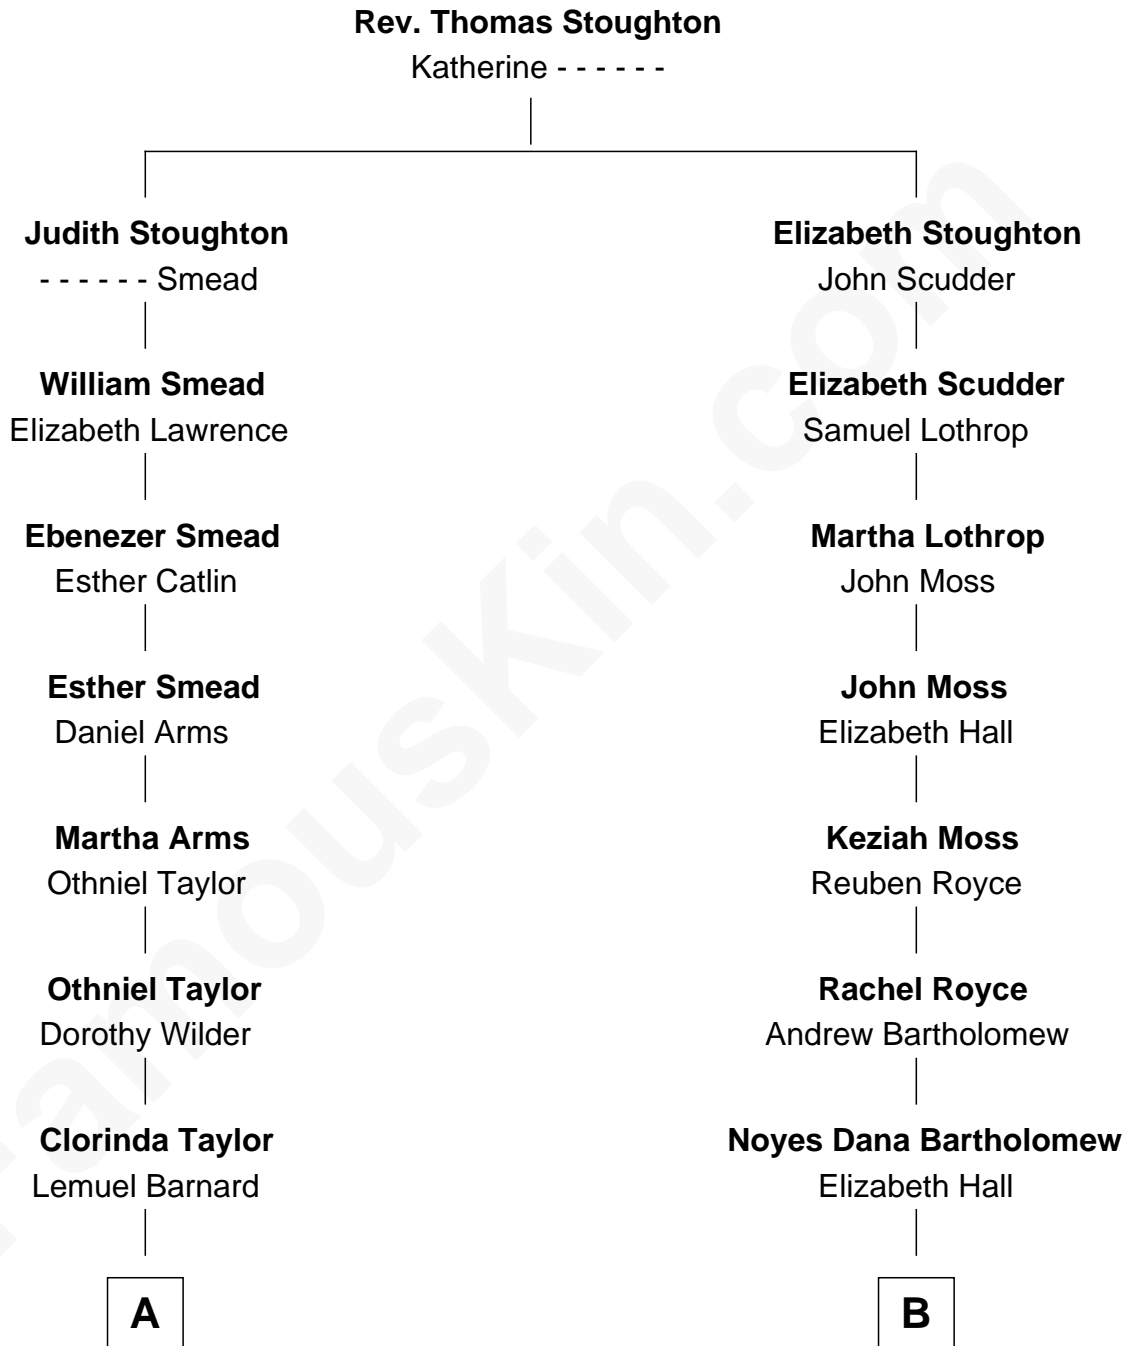 Rev. Thomas Stoughton
Katherine - - - - - -
Judith Stoughton
- - - - - - Smead
Elizabeth Stoughton
John Scudder
William Smead
Elizabeth Lawrence
Elizabeth Scudder
Samuel Lothrop
Ebenezer Smead
Esther Catlin
Martha Lothrop
John Moss
Esther Smead
Daniel Arms
John Moss
Elizabeth Hall
Martha Arms
Othniel Taylor
Keziah Moss
Reuben Royce
Othniel Taylor
Dorothy Wilder
Rachel Royce
Andrew Bartholomew
Clorinda Taylor
Lemuel Barnard
Noyes Dana Bartholomew
Elizabeth Hall
A
B
FamousKin.com